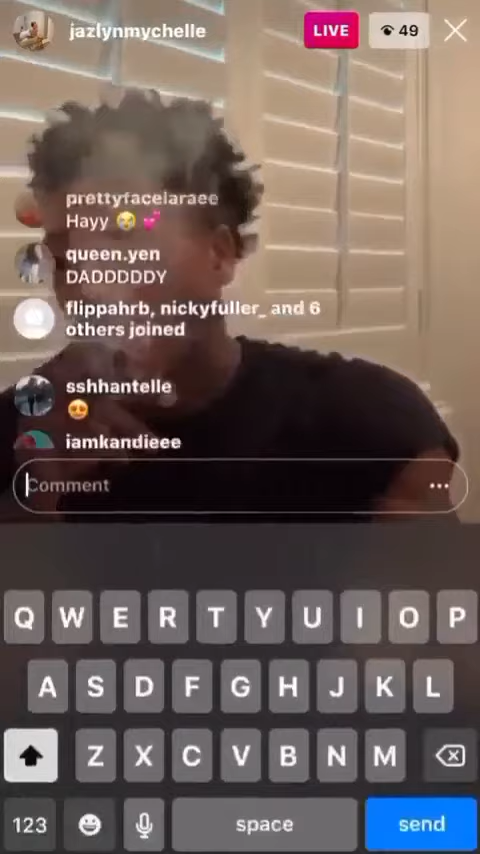 jazlynmychelle
LIVE
49
prettyfacelaraee
Hayy 😭 💕
queen.yen
DADDDDDY
flippahrb, nickyfuller_ and 6
others joined
sshhantelle
😍
iamkandieee
Comment
Q W E R T Y U I O P
A S D F G H J K L
Z X C V B N M
123
space
send